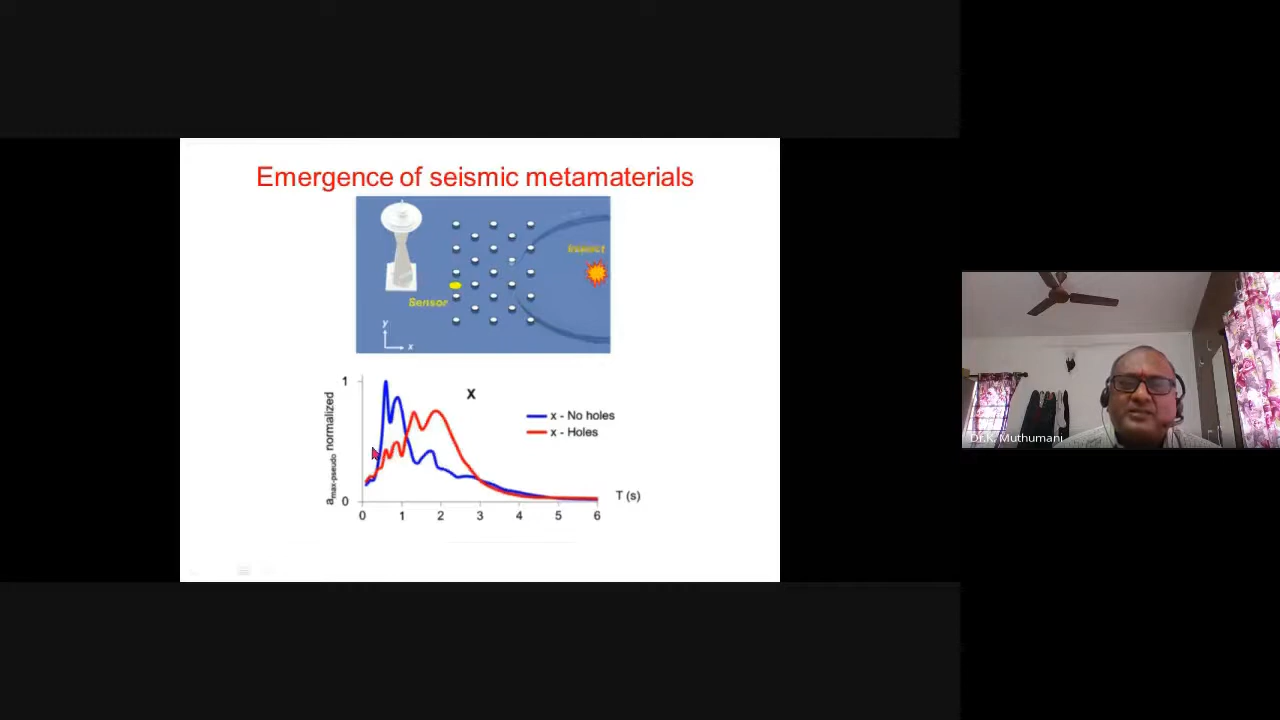 Emergence of seismic metamaterials
Sensor
y
x
1
X
x - No holes
x - Holes
a max-pseudo normalized
0
T (s)
0 1 2 3 4 5 6
Dr.K. Muthumani